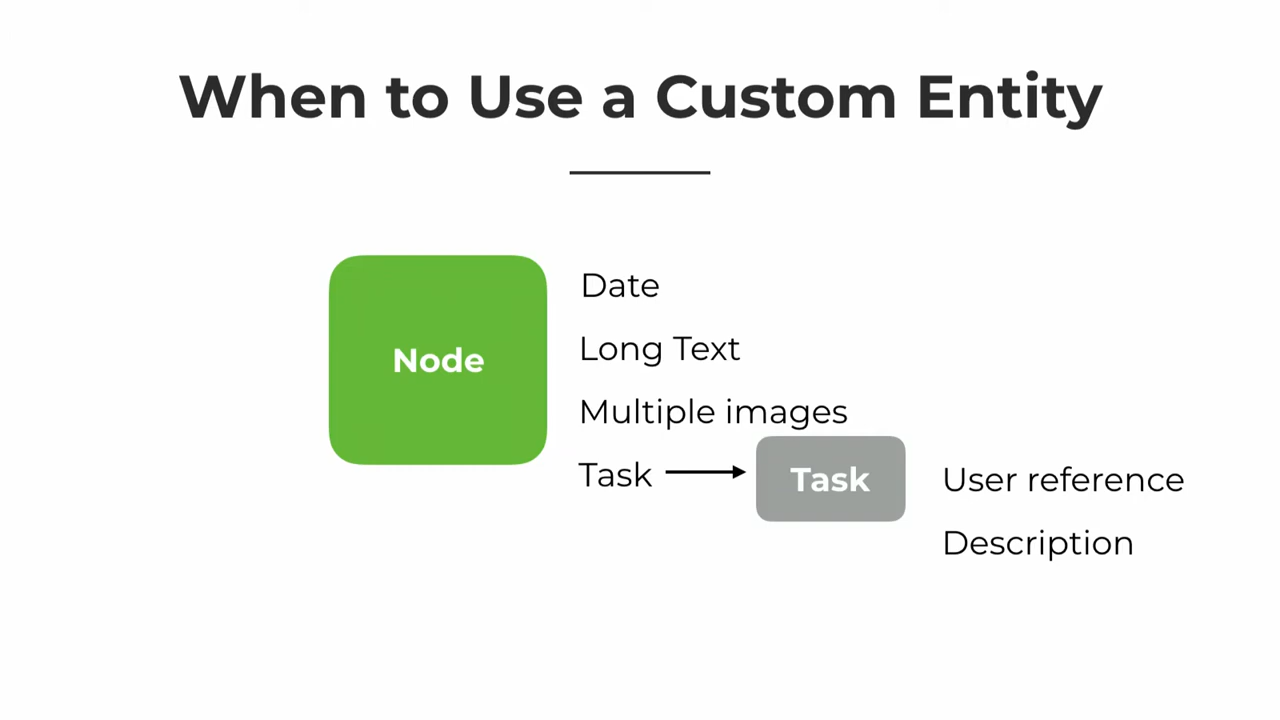 When to Use a Custom Entity
Node
Date
Long Text
Multiple images
Task
Task
User reference
Description